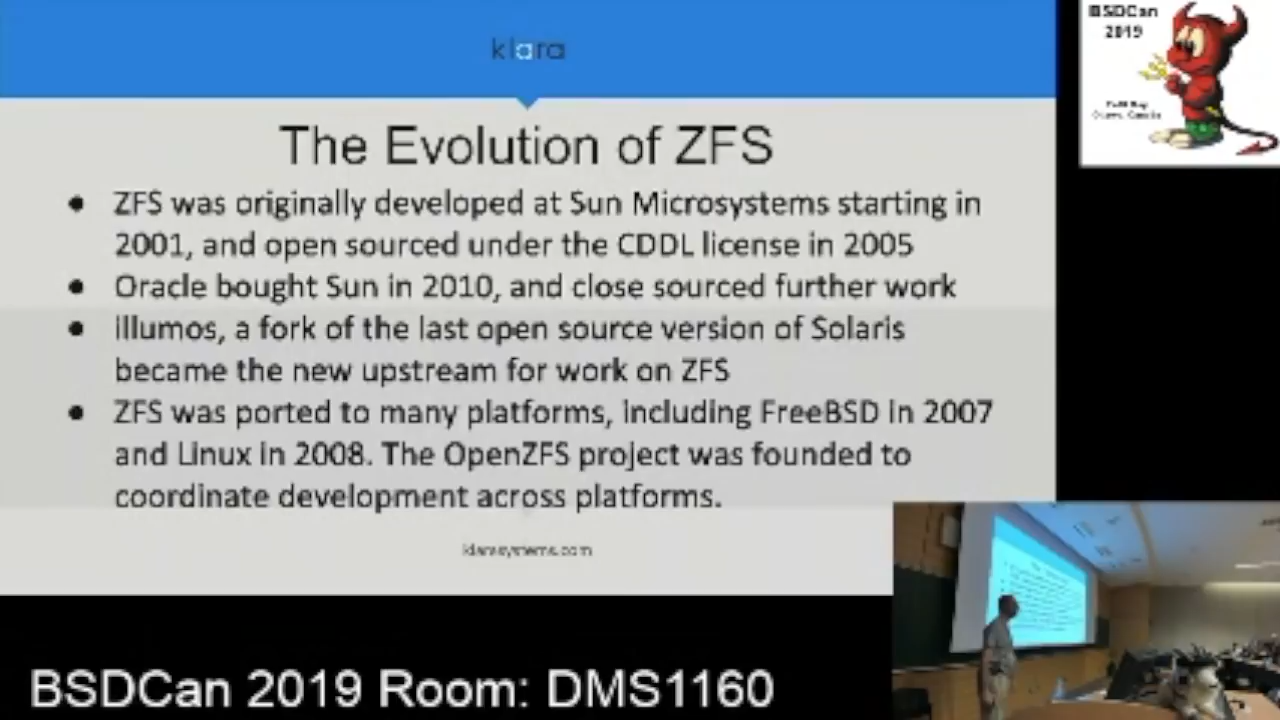 klara
BSDCan
2019
The Evolution of ZFS
● ZFS was originally developed at Sun Microsystems starting in
2001, and open sourced under the CDDL license in 2005
● Oracle bought Sun in 2010, and close sourced further work
● illumos, a fork of the last open source version of Solaris
became the new upstream for work on ZFS
● ZFS was ported to many platforms, including FreeBSD in 2007
and Linux in 2008. The OpenZFS project was founded to
coordinate development across platforms.
klarasystems.com
BSDCan 2019 Room: DMS1160